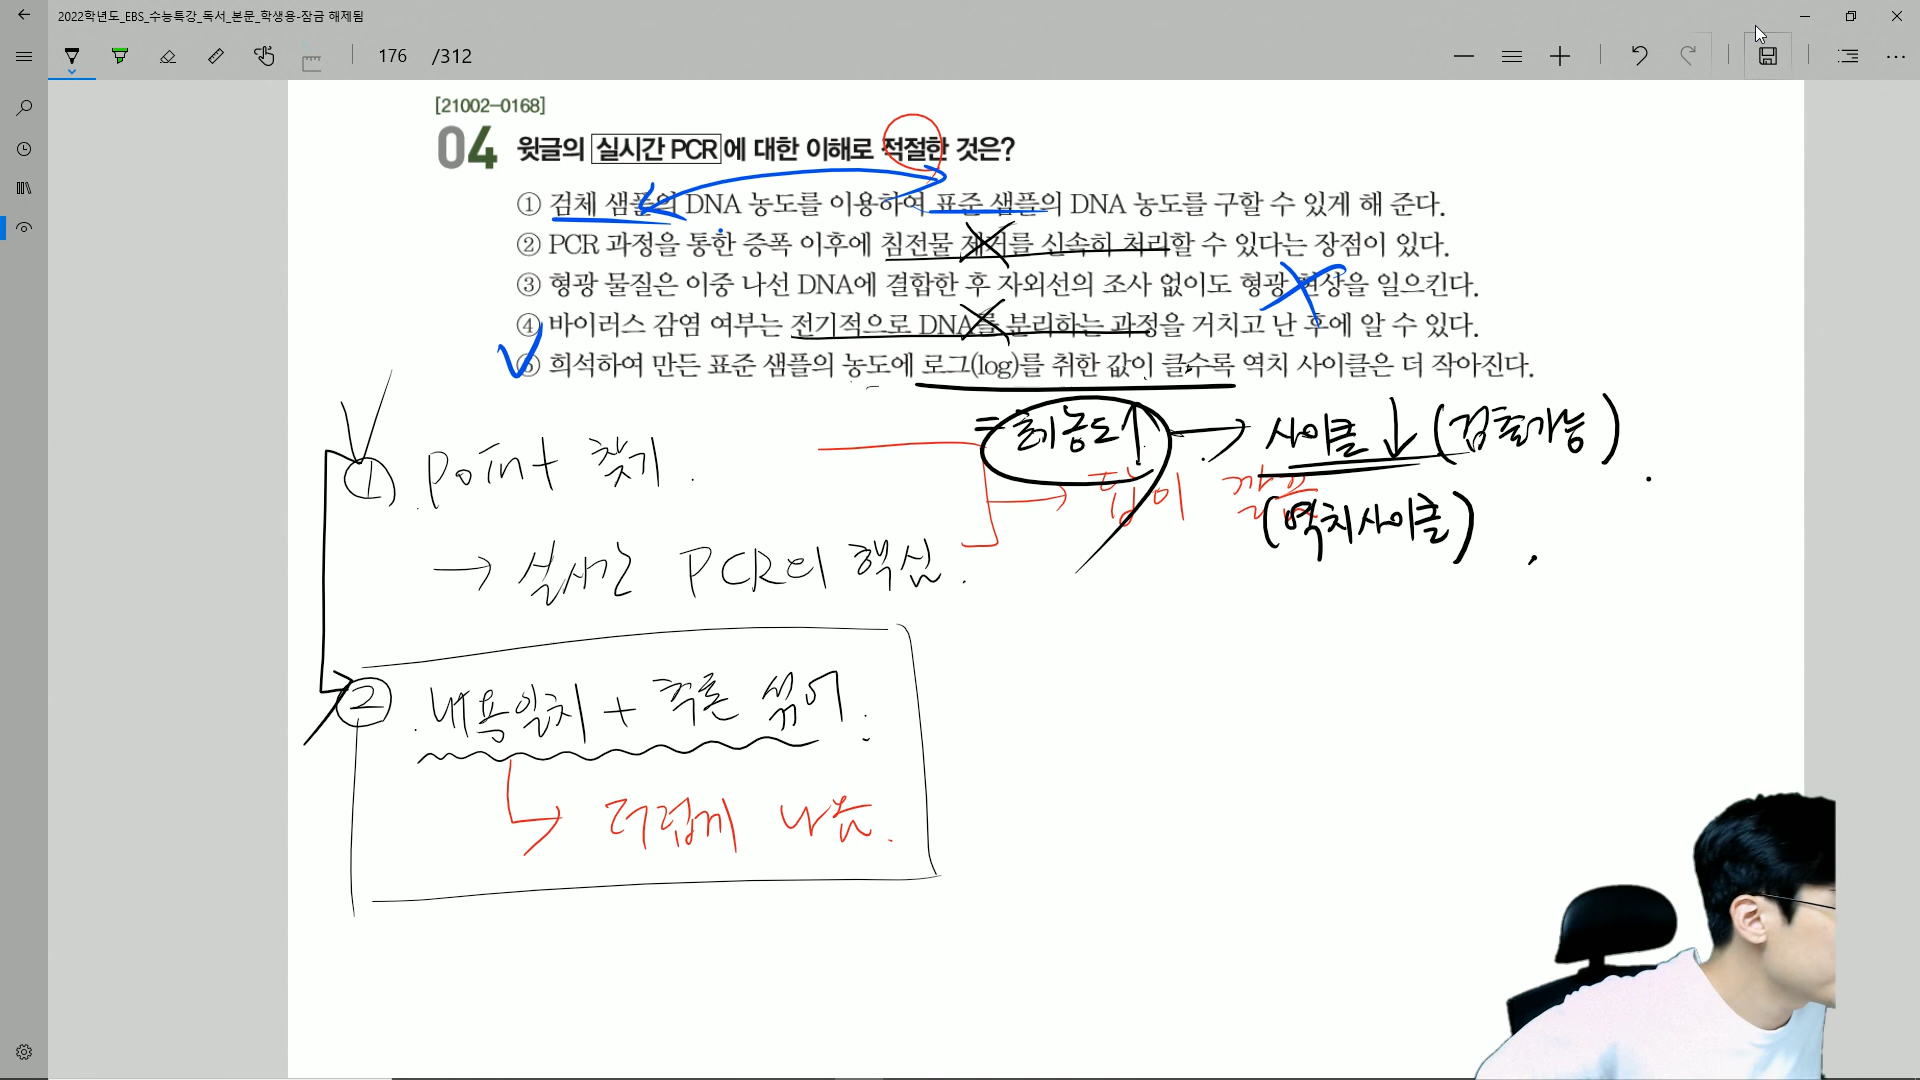 2022학년도_EBS_수능특강_독서_본문_학생용-잠금 해제됨
176 /312
[21002-0168]
04 윗글의 실시간 PCR에 대한 이해로 적절한 것은?
① 검체 샘플의 DNA 농도를 이용하여 표준 샘플의 DNA 농도를 구할 수 있게 해 준다.
② PCR 과정을 통한 증폭 이후에 침전물 제거를 신속히 처리할 수 있다는 장점이 있다.
③ 형광 물질은 이중 나선 DNA에 결합한 후 자외선의 조사 없이도 형광 현상을 일으킨다.
④ 바이러스 감염 여부는 전기적으로 DNA를 분리하는 과정을 거치고 난 후에 알 수 있다.
⑤ 희석하여 만든 표준 샘플의 농도에 로그(log)를 취한 값이 클수록 역치 사이클은 더 작아진다.
= 농도↑ → 사이클↓ (검출가능)
(역치사이클)
① Point 찾기.
답이
→ 실시간 PCR의 핵심.
② 내용일치 + 추론 섞어.
더럽게 나옴.